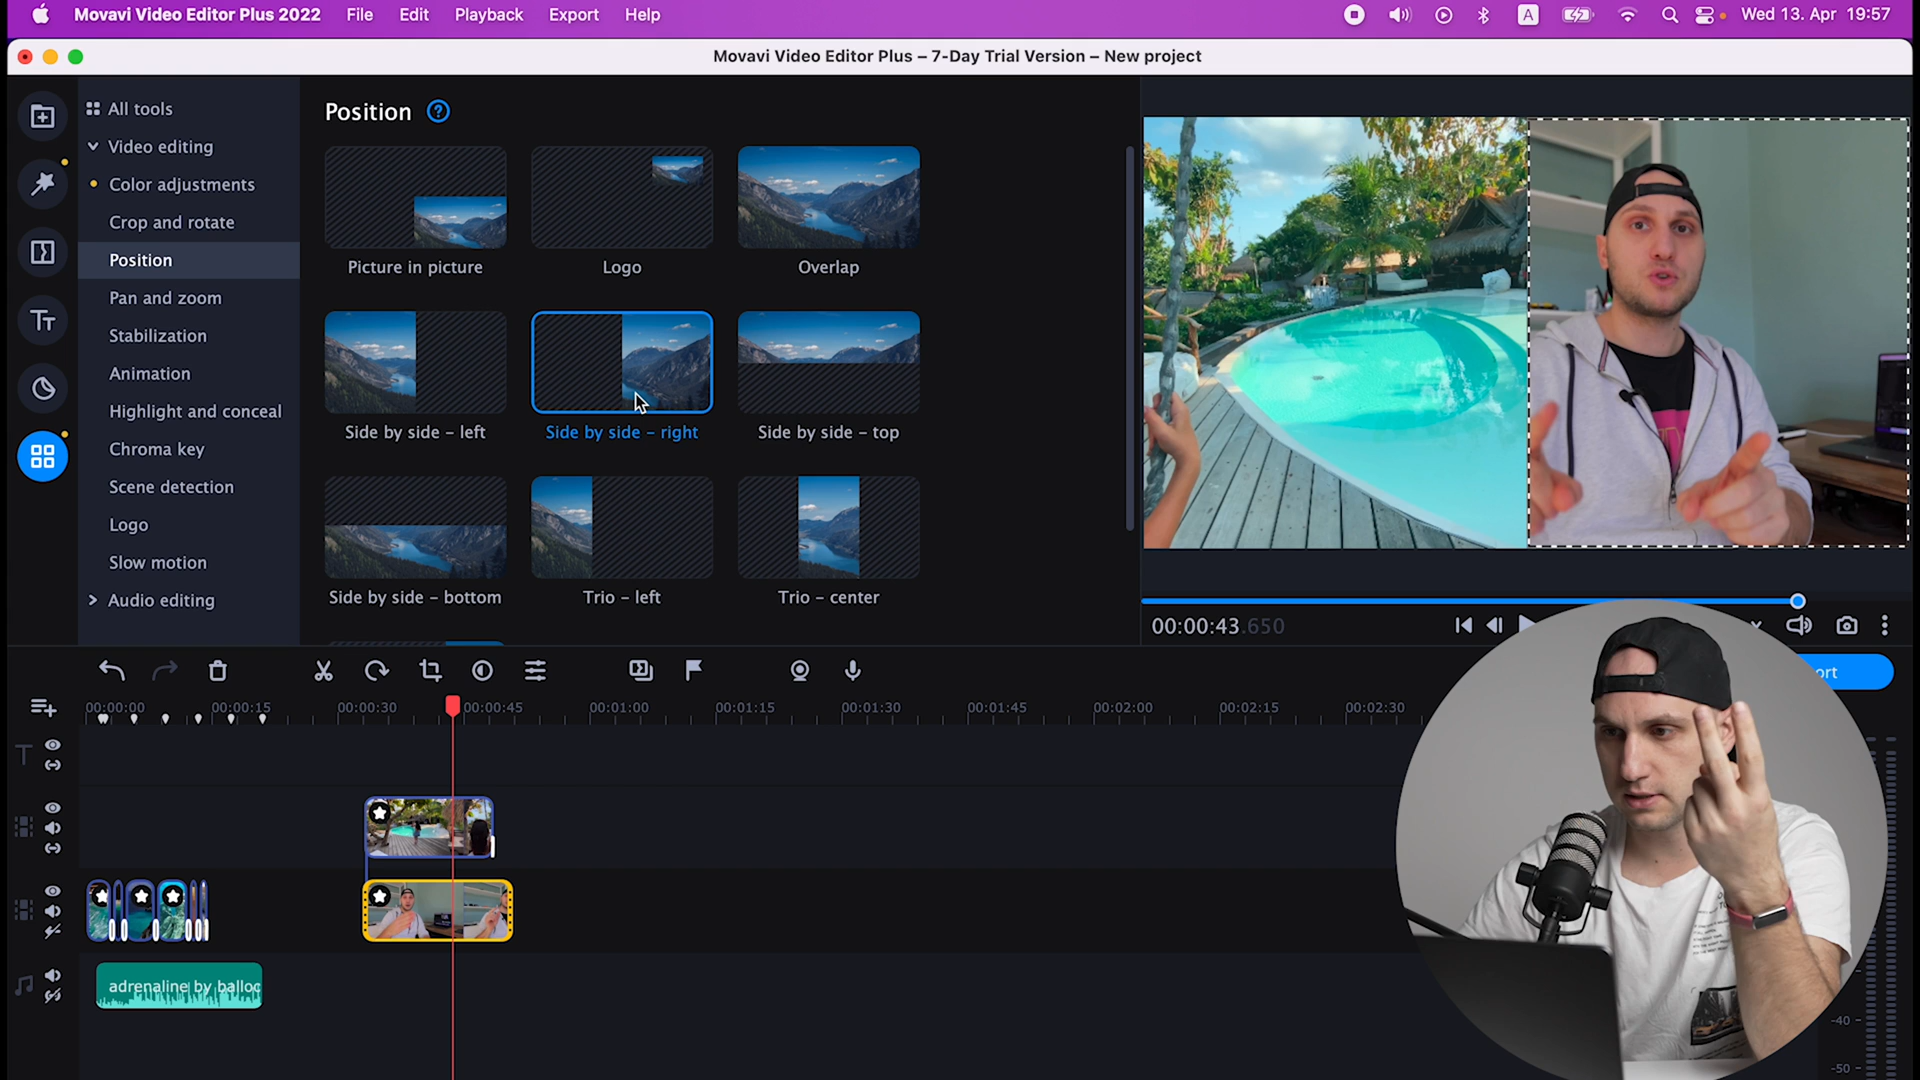 Movavi Video Editor Plus 2022 File Edit Playback Export Help
A Wed 13. Apr 19:57
Movavi Video Editor Plus – 7-Day Trial Version – New project
All tools
Video editing
Color adjustments
Crop and rotate
Position
Pan and zoom
Stabilization
Animation
Highlight and conceal
Chroma key
Scene detection
Logo
Slow motion
Audio editing
Position ?
Picture in picture
Logo
Overlap
Side by side – left
Side by side – right
Side by side – top
Side by side – bottom
Trio – left
Trio – center
00:00:43.650
ort
00:00:00 00:00:15 00:00:30 00:00:45 00:01:00 00:01:15 00:01:30 00:01:45 00:02:00 00:02:15 00:02:30
adrenaline by balloc
-40
-50